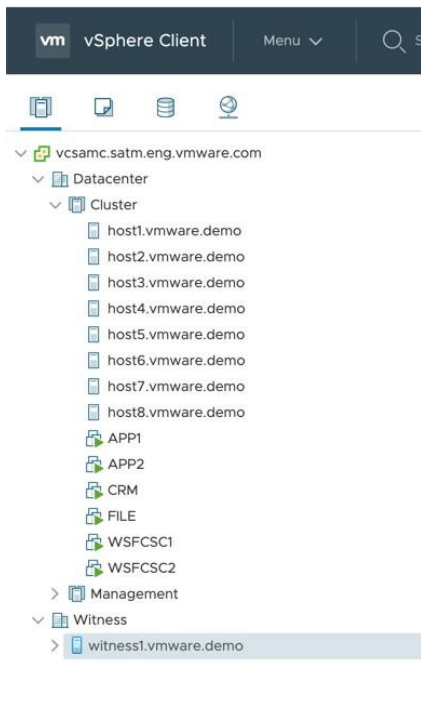 vm vSphere Client Menu
vcsamc.satm.eng.vmware.com
Datacenter
Cluster
host1.vmware.demo
host2.vmware.demo
host3.vmware.demo
host4.vmware.demo
host5.vmware.demo
host6.vmware.demo
host7.vmware.demo
host8.vmware.demo
APP1
APP2
CRM
FILE
WSFCSC1
WSFCSC2
Management
Witness
witness1.vmware.demo